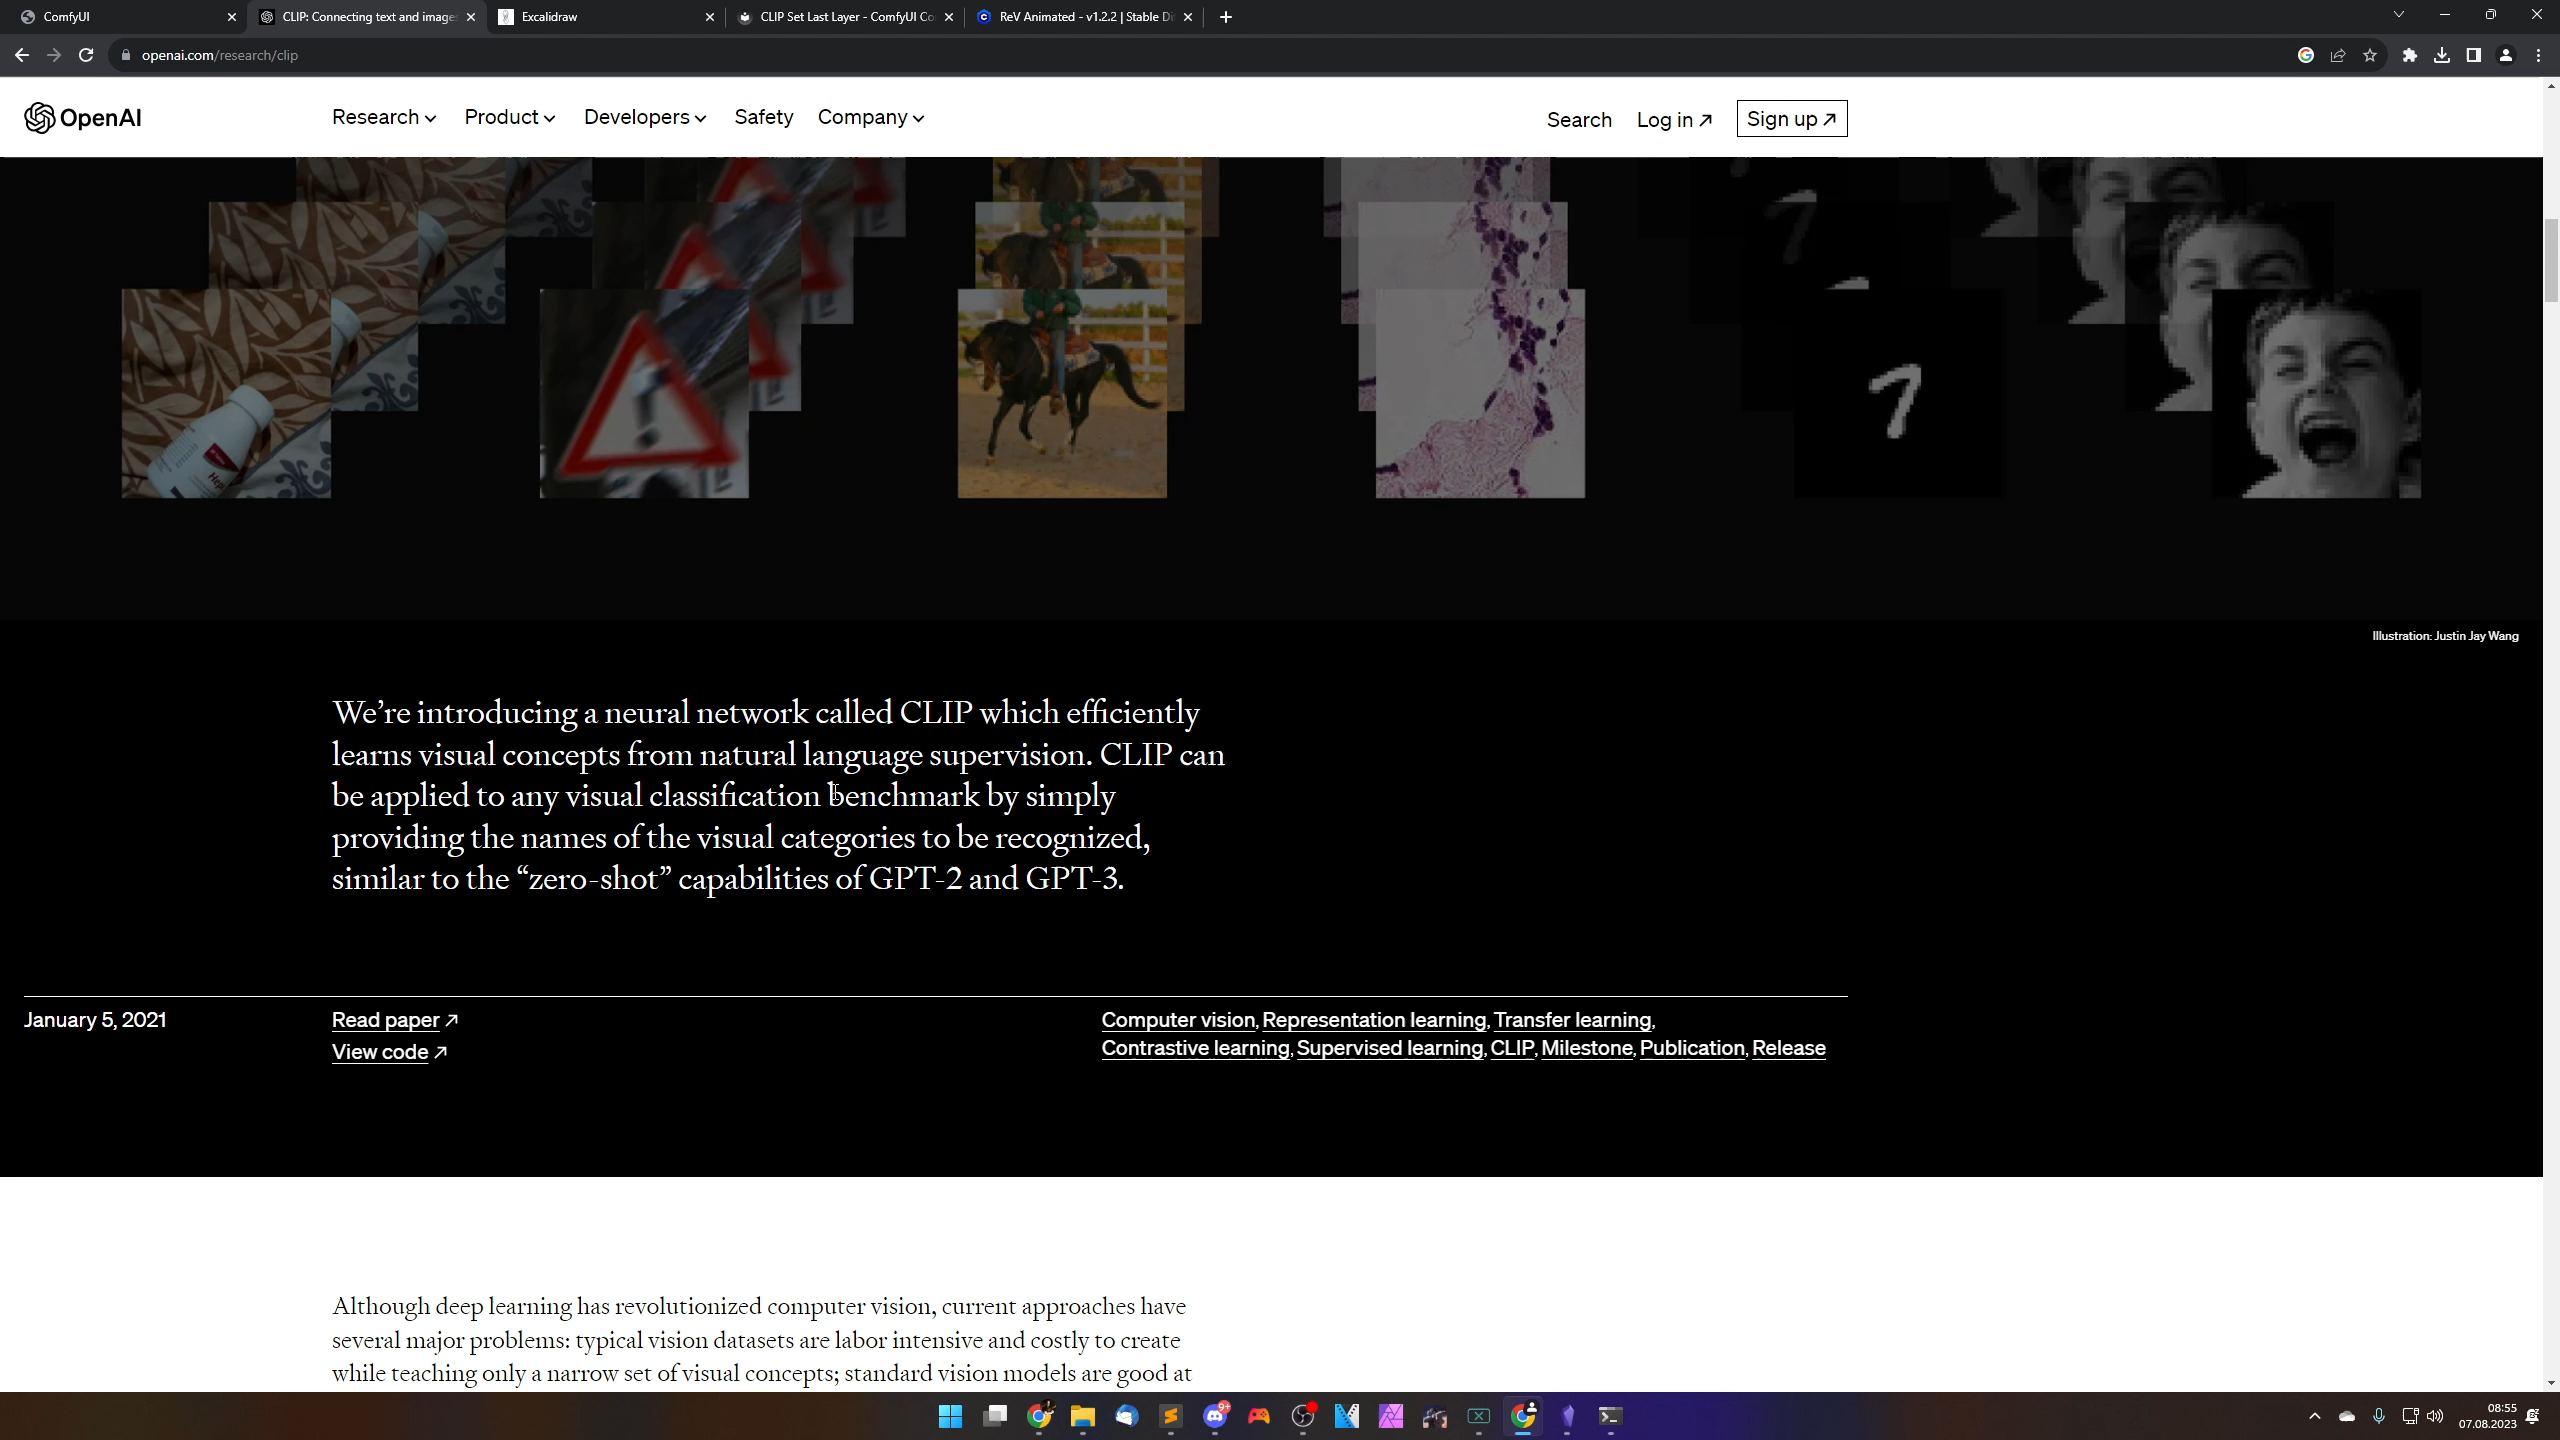 ComfyUI
CLIP: Connecting text and image
Excalidraw
CLIP Set Last Layer - ComfyUI Co
ReV Animated - v1.2.2 | Stable Di
openai.com/research/clip
OpenAI
Research
Product
Developers
Safety
Company
Search
Log in ↗
Sign up ↗
7
Illustration: Justin Jay Wang
We’re introducing a neural network called CLIP which efficiently
learns visual concepts from natural language supervision. CLIP can
be applied to any visual classification benchmark by simply
providing the names of the visual categories to be recognized,
similar to the “zero-shot” capabilities of GPT-2 and GPT-3.
January 5, 2021
Read paper ↗
View code ↗
Computer vision, Representation learning, Transfer learning,
Contrastive learning, Supervised learning, CLIP, Milestone, Publication, Release
Although deep learning has revolutionized computer vision, current approaches have
several major problems: typical vision datasets are labor intensive and costly to create
while teaching only a narrow set of visual concepts; standard vision models are good at
9+
08:55
07.08.2023